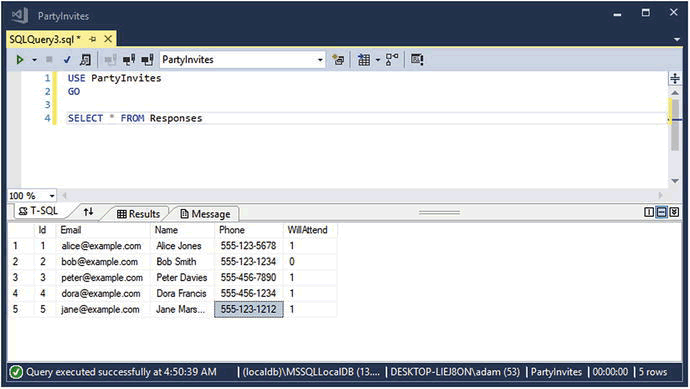 PartyInvites
SQLQuery3.sql *
PartyInvites
1 USE PartyInvites
2 GO
3
4 SELECT * FROM Responses
100 %
T-SQL Results Message
Id Email Name Phone WillAttend
1 1 alice@example.com Alice Jones 555-123-5678 1
2 2 bob@example.com Bob Smith 555-123-1234 0
3 3 peter@example.com Peter Davies 555-456-7890 1
4 4 dora@example.com Dora Francis 555-456-1234 1
5 5 jane@example.com Jane Mars... 555-123-1212 1
Query executed successfully at 4:50:39 AM (localdb)\MSSQLLocalDB (13.... DESKTOP-LIEJ8ON\adam (53) PartyInvites 00:00:00 5 rows